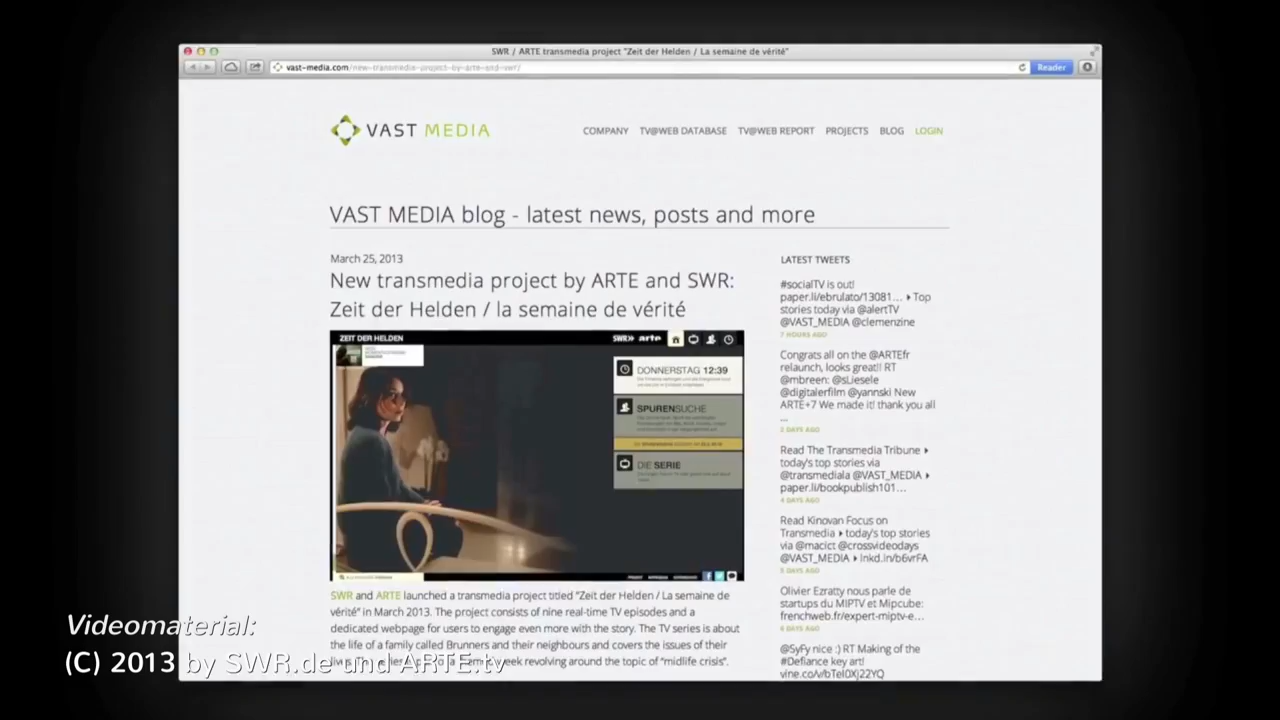 SWR / ARTE transmedia project "Zeit der Helden / La semaine de vérité"
vast-media.com/new-transmedia-project-by-arte-and-swr/
Reader
VAST MEDIA
COMPANY TV@WEB DATABASE TV@WEB REPORT PROJECTS BLOG LOGIN
VAST MEDIA blog - latest news, posts and more
March 25, 2013
New transmedia project by ARTE and SWR:
Zeit der Helden / la semaine de vérité
ZEIT DER HELDEN
SWR» arte
DONNERSTAG 12:39
SPURENSUCHE
DIE SERIE
SWR and ARTE launched a transmedia project titled "Zeit der Helden / La semaine de
vérité" in March 2013. The project consists of nine real-time TV episodes and a
dedicated webpage for users to engage even more with the story. The TV series is about
the life of a family called Brunners and their neighbours and covers the issues of their
week revolving around the topic of "midlife crisis".
LATEST TWEETS
#socialTV is out!
paper.li/ebrulato/13081... ▸ Top
stories today via @alertTV
@VAST_MEDIA @clemenzine
7 HOURS AGO
Congrats all on the @ARTEfr
relaunch, looks great!! RT
@mbreen: @sLiesele
@digitalerfilm @yannski New
ARTE+7 We made it! thank you all
...
2 DAYS AGO
Read The Transmedia Tribune ▸
today's top stories via
@transmediala @VAST_MEDIA ▸
paper.li/bookpublish101...
4 DAYS AGO
Read Kinovan Focus on
Transmedia ▸ today's top stories
via @macict @crossvideodays
@VAST_MEDIA ▸ lnkd.in/b6vrFA
5 DAYS AGO
Olivier Ezratty nous parle de
startups du MIPTV et Mipcube:
frenchweb.fr/expert-miptv-e...
6 DAYS AGO
@SyFy nice :) RT Making of the
#Defiance key art!
vine.co/v/bTel0Xj22YQ
Videomaterial:
(C) 2013 by SWR.de und ARTE.tv